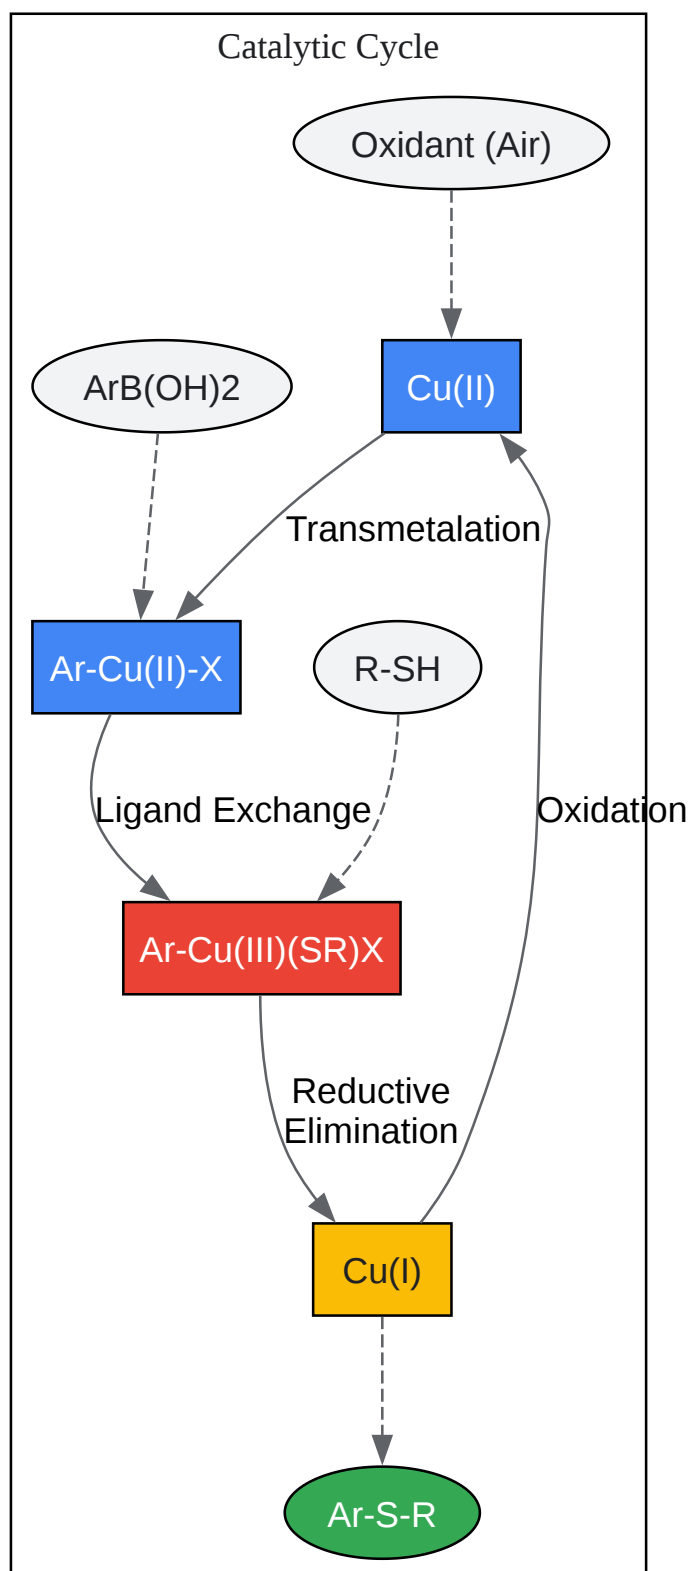 Catalytic Cycle
Oxidant (Air)
ArB(OH)2
Cu(II)
Transmetalation
Ar-Cu(II)-X
R-SH
Ligand Exchange
Oxidation
Ar-Cu(III)(SR)X
Reductive
Elimination
Cu(I)
Ar-S-R